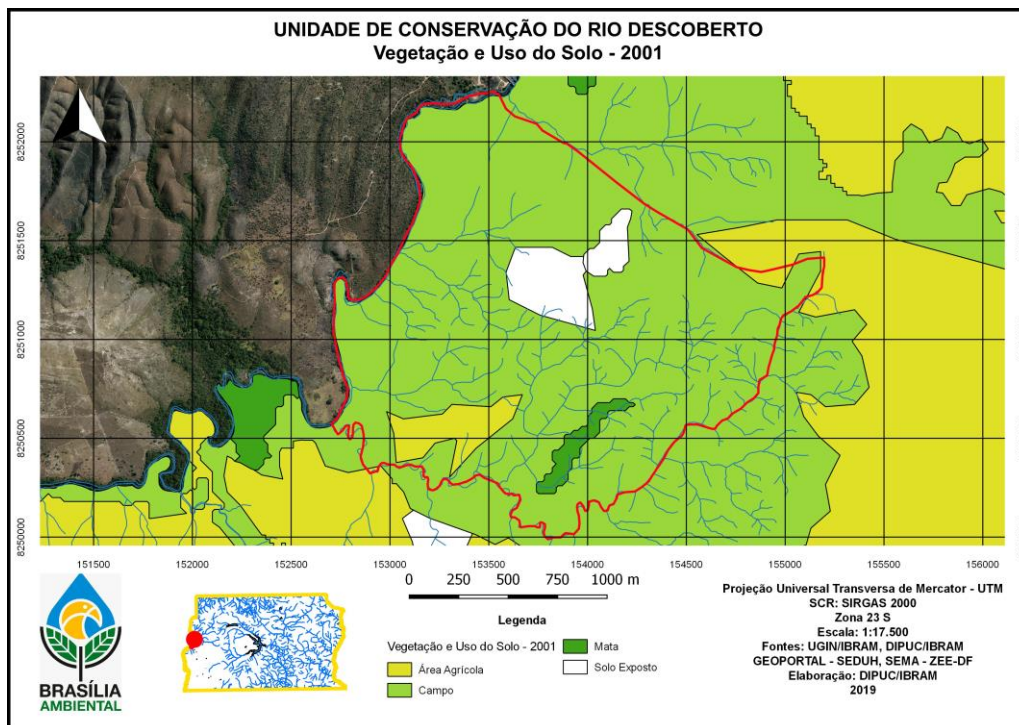 UNIDADE DE CONSERVAÇÃO DO RIO DESCOBERTO
Vegetação e Uso do Solo - 2001
8252000
8251500
8251000
8250500
8250000
151500 152000 152500 153000 153500 154000 154500 155000 155500 156000
0 250 500 750 1000 m
Legenda
Vegetação e Uso do Solo - 2001
Área Agrícola
Campo
Mata
Solo Exposto
BRASÍLIA
AMBIENTAL
Projeção Universal Transversa de Mercator - UTM
SCR: SIRGAS 2000
Zona 23 S
Escala: 1:17.500
Fontes: UGIN/IBRAM, DIPUC/IBRAM
GEOPORTAL - SEDUH, SEMA - ZEE-DF
Elaboração: DIPUC/IBRAM
2019